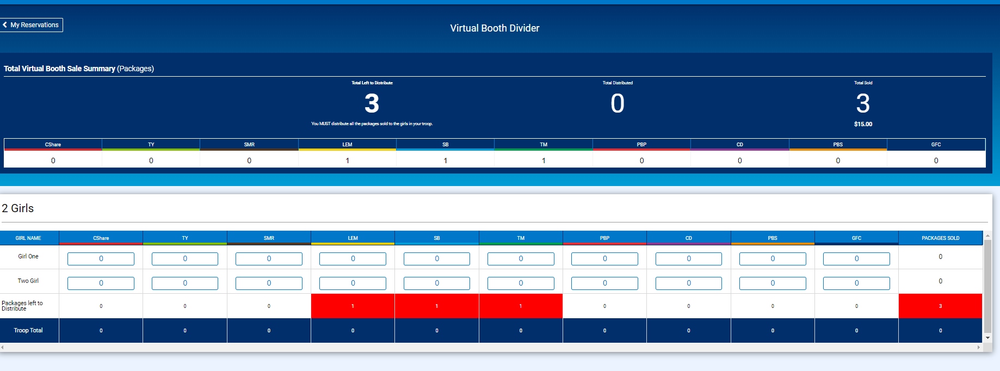 My Reservations
Virtual Booth Divider
Total Virtual Booth Sale Summary (Packages)
Total Left to Distribute Total Distributed Total Sold
3 0 3
You MUST distribute all the packages sold to the girls in your troop. $15.00
CShare TY SMR LEM SB TM PBP CD PBS GFC
0 0 0 1 1 1 0 0 0 0
2 Girls
GIRL NAME CShare TY SMR LEM SB TM PBP CD PBS GFC PACKAGES SOLD
Girl One 0 0 0 0 0 0 0 0 0 0 0
Two Girl 0 0 0 0 0 0 0 0 0 0 0
Packages left to
Distribute 0 0 0 1 1 1 0 0 0 0 3
Troop Total 0 0 0 0 0 0 0 0 0 0 0